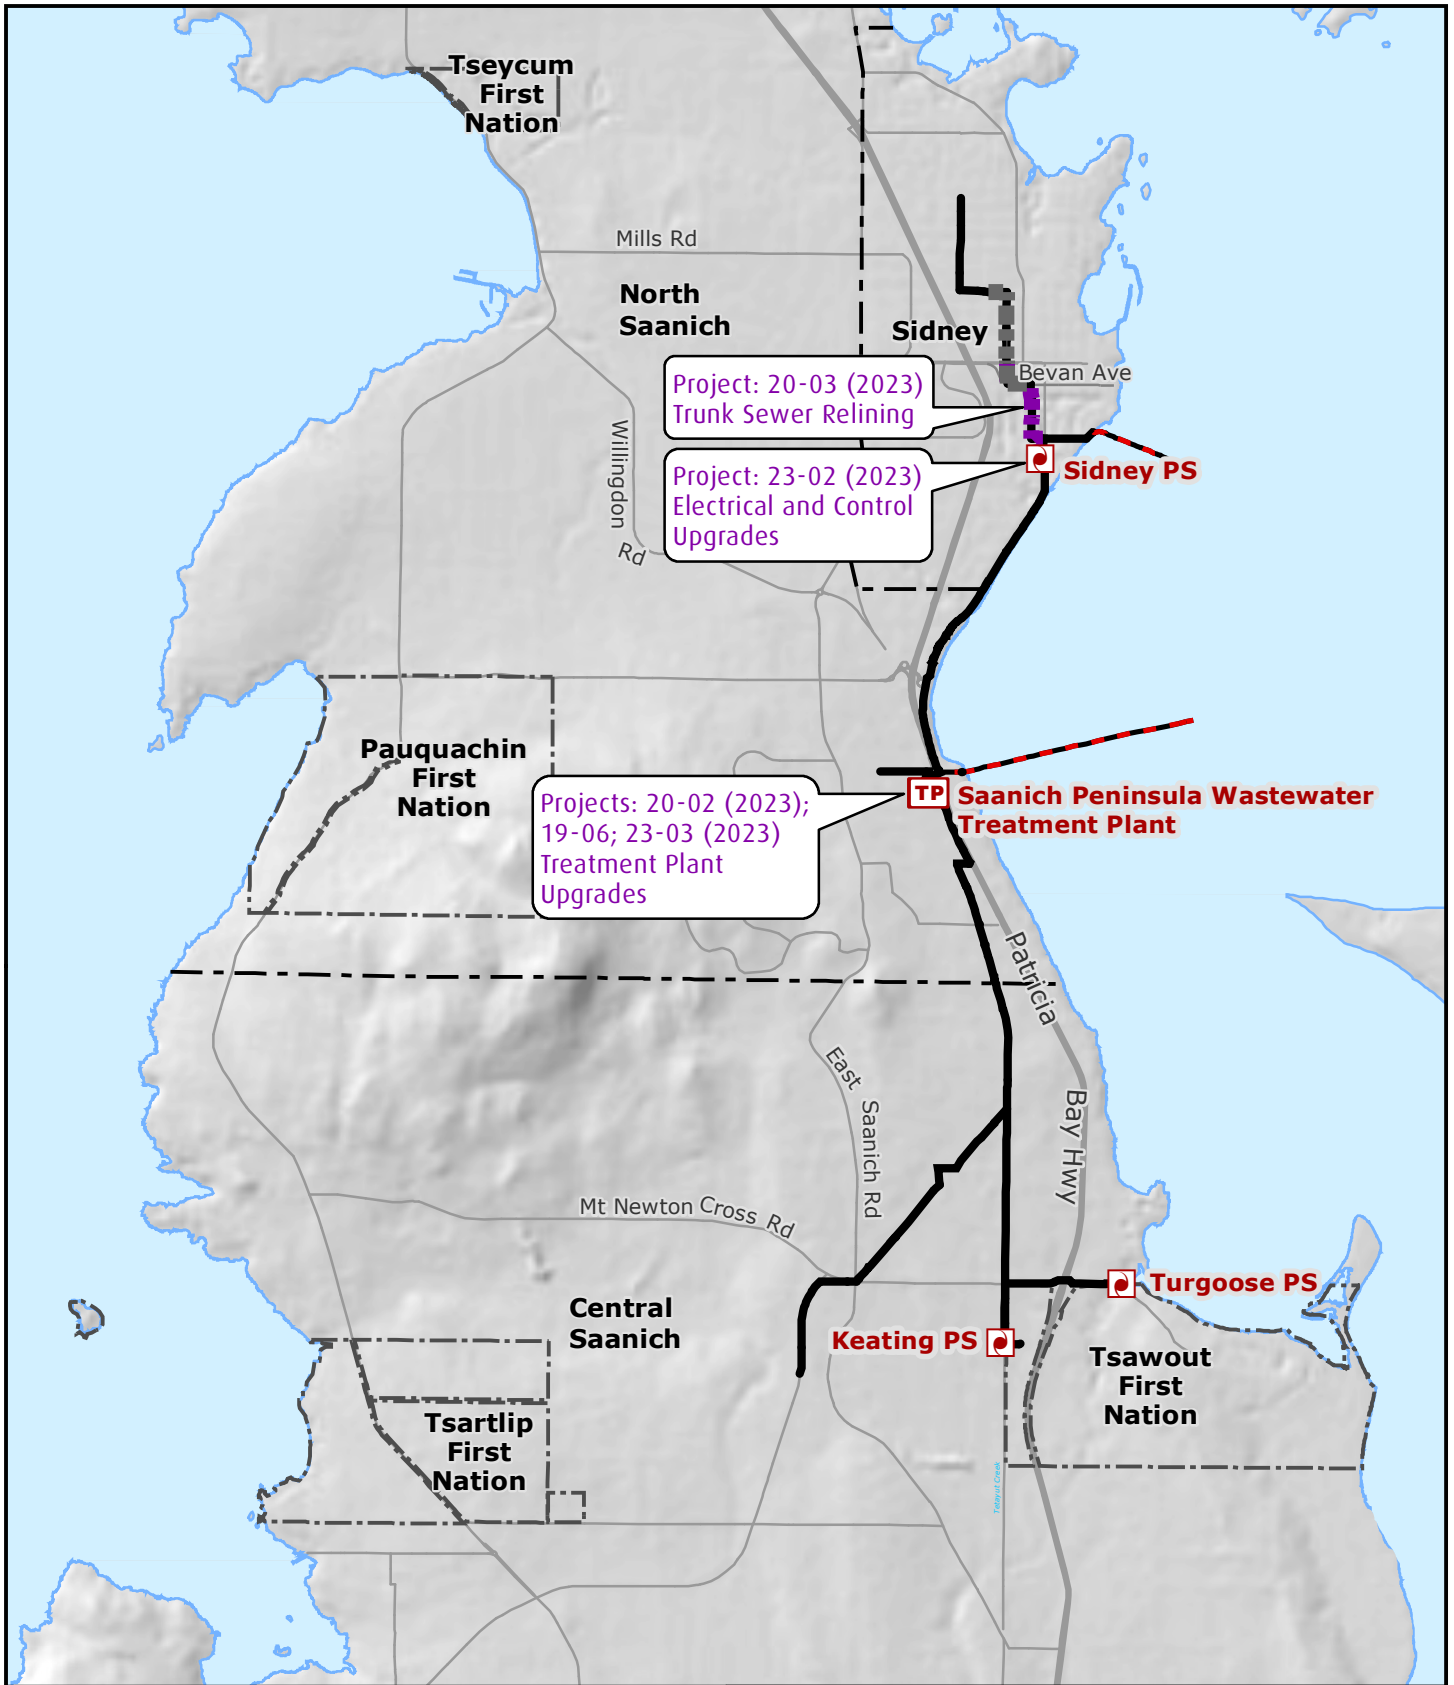 Tseycum
First
Nation
Mills Rd
North
Saanich
Sidney
Bevan Ave
Project: 20-03 (2023)
Trunk Sewer Relining
Willingdon
Rd
Project: 23-02 (2023)
Electrical and Control
Upgrades
Sidney PS
Pauquachin
First
Nation
Projects: 20-02 (2023);
19-06; 23-03 (2023)
Treatment Plant
Upgrades
TP
Saanich Peninsula Wastewater
Treatment Plant
Patricia
Bay Hwy
East
Saanich Rd
Mt Newton Cross Rd
Turgoose PS
Central
Saanich
Keating PS
Tsawout
First
Nation
Tsartlip
First
Nation
Tetayut Creek